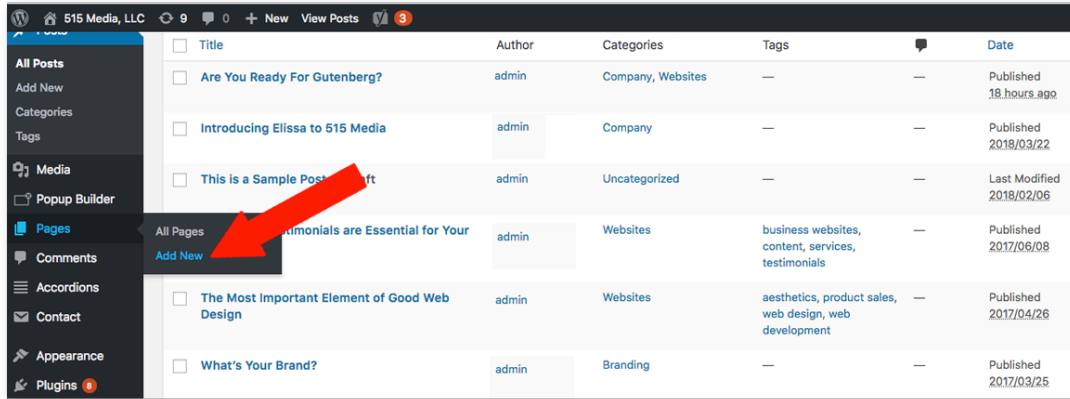 515 Media, LLC 9 0 + New View Posts 3
Posts
All Posts
Add New
Categories
Tags
Media
Popup Builder
Pages
All Pages
Add New
Comments
Accordions
Contact
Appearance
Plugins 8
Title Author Categories Tags Date
Are You Ready For Gutenberg? admin Company, Websites — — Published
18 hours ago
Introducing Elissa to 515 Media admin Company — — Published
2018/03/22
This is a Sample Post admin Uncategorized — — Last Modified
2018/02/06
are Essential for Your admin Websites business websites, — Published
content, services, 2017/06/08
testimonials
The Most Important Element of Good Web admin Websites aesthetics, product sales, — Published
Design web design, web 2017/04/26
development
What's Your Brand? admin Branding — — Published
2017/03/25